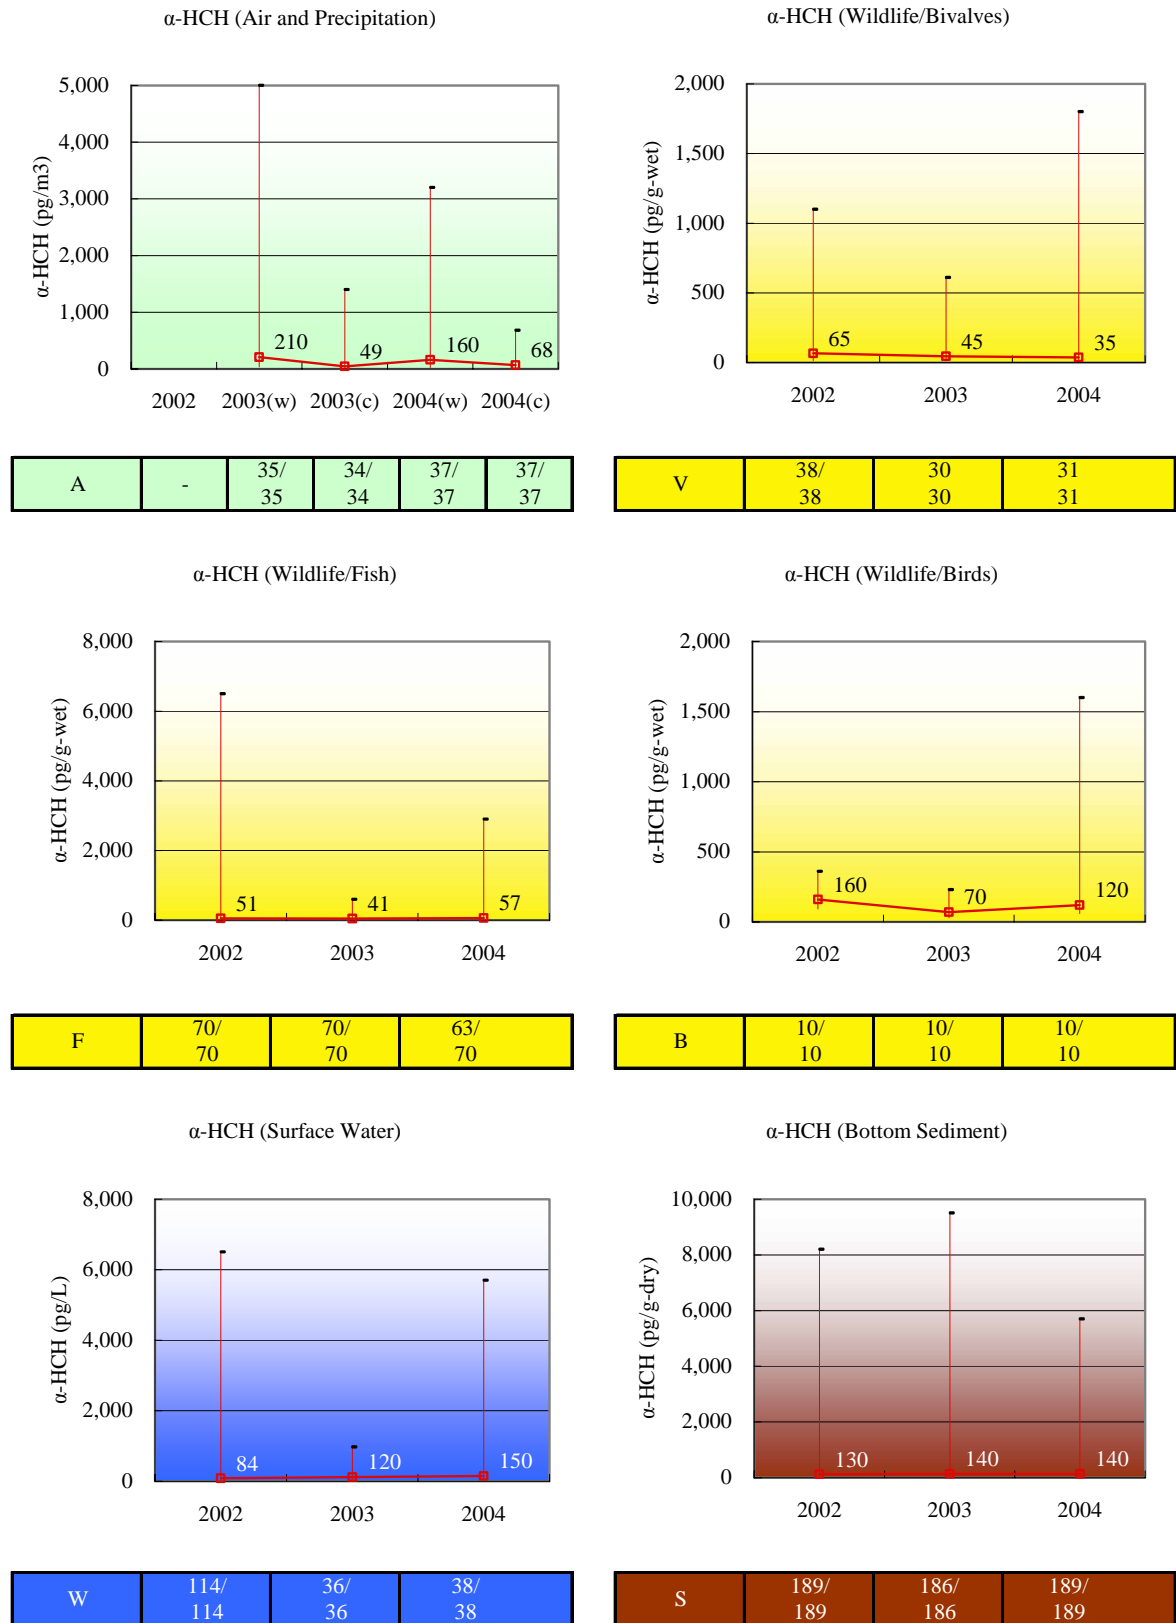 α-HCH (Air and Precipitation)
5,000
4,000
3,000
2,000
1,000
0
α-HCH (pg/m3)
210
49
160
68
2002 2003(w) 2003(c) 2004(w) 2004(c)
A - 35/ 34/ 37/ 37/
35 34 37 37
α-HCH (Wildlife/Bivalves)
2,000
1,500
1,000
500
0
α-HCH (pg/g-wet)
65
45
35
2002 2003 2004
V 38/ 30 31
38 30 31
α-HCH (Wildlife/Fish)
8,000
6,000
4,000
2,000
0
α-HCH (pg/g-wet)
51
41
57
2002 2003 2004
F 70/ 70/ 63/
70 70 70
α-HCH (Wildlife/Birds)
2,000
1,500
1,000
500
0
α-HCH (pg/g-wet)
160
70
120
2002 2003 2004
B 10/ 10/ 10/
10 10 10
α-HCH (Surface Water)
8,000
6,000
4,000
2,000
0
α-HCH (pg/L)
84
120
150
2002 2003 2004
W 114/ 36/ 38/
114 36 38
α-HCH (Bottom Sediment)
10,000
8,000
6,000
4,000
2,000
0
α-HCH (pg/g-dry)
130
140
140
2002 2003 2004
S 189/ 186/ 189/
189 186 189